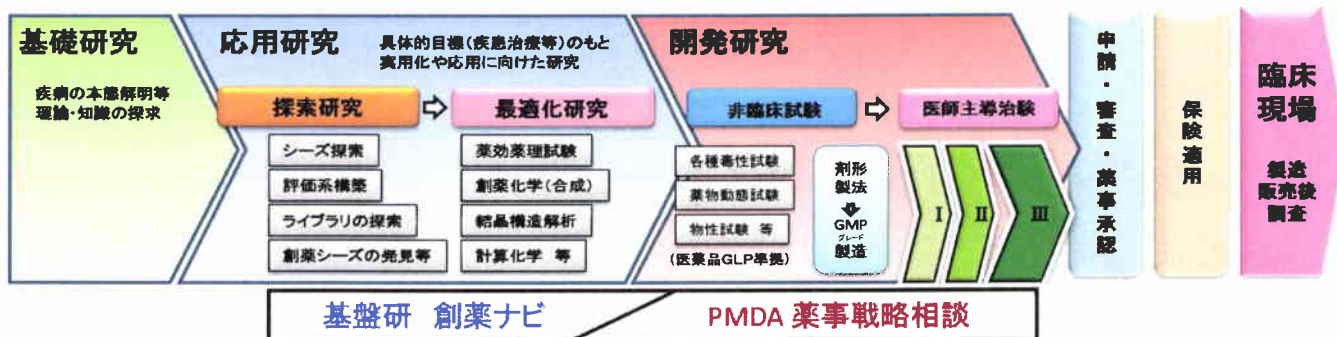 基礎研究
疾病の本態解明等
理論・知識の探求
応用研究
具体的目標(疾患治療等)のもと
実用化や応用に向けた研究
探索研究
最適化研究
シーズ探索
評価系構築
ライブラリの探索
創薬シーズの発見等
薬効薬理試験
創薬化学(合成)
結晶構造解析
計算化学 等
開発研究
非臨床試験
医師主導治験
各種毒性試験
薬物動態試験
物性試験 等
(医薬品GLP準拠)
剤形
製法
GMP
グレード
製造
I
II
III
申請・審査・薬事承認
保険適用
臨床
現場
製造
販売後
調査
基盤研 創薬ナビ
PMDA 薬事戦略相談